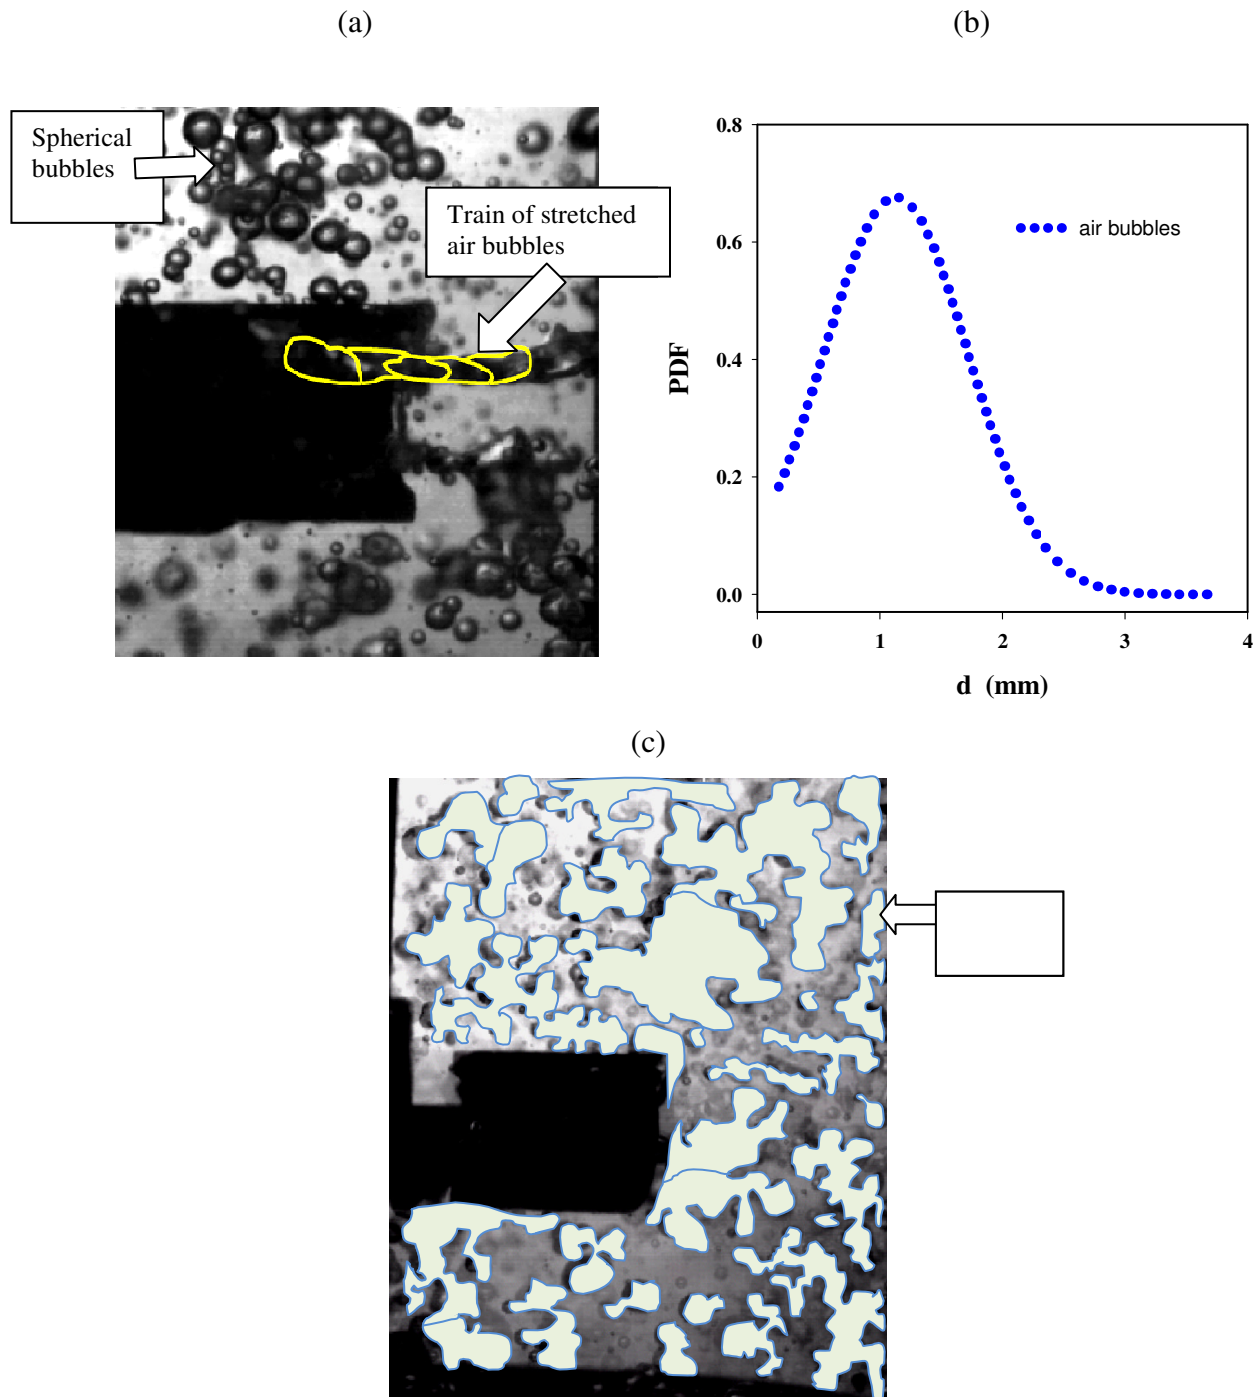 (a)
(b)
Spherical
bubbles
Train of stretched
air bubbles
0.8
0.6
0.4
0.2
0.0
PDF
air bubbles
0
1
2
3
4
d (mm)
(c)